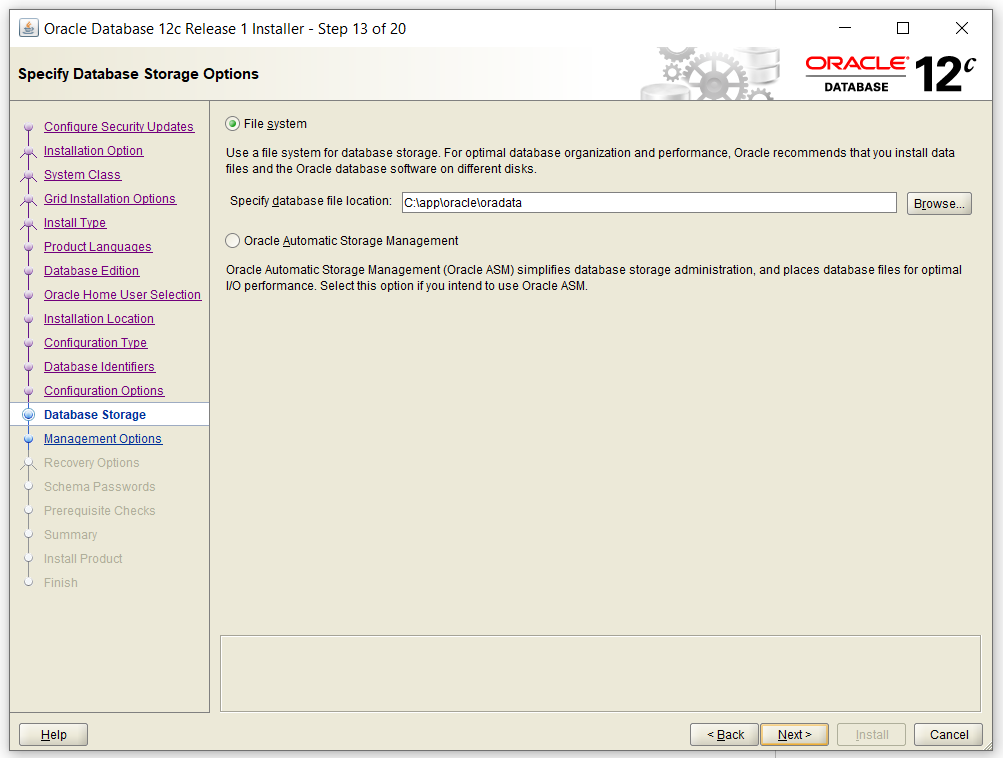 Oracle Database 12c Release 1 Installer - Step 13 of 20
Specify Database Storage Options
ORACLE®
DATABASE
12c
Configure Security Updates
Installation Option
System Class
Grid Installation Options
Install Type
Product Languages
Database Edition
Oracle Home User Selection
Installation Location
Configuration Type
Database Identifiers
Configuration Options
Database Storage
Management Options
Recovery Options
Schema Passwords
Prerequisite Checks
Summary
Install Product
Finish
File system
Use a file system for database storage. For optimal database organization and performance, Oracle recommends that you install data
files and the Oracle database software on different disks.
Specify database file location: C:\app\oracle\oradata Browse...
Oracle Automatic Storage Management
Oracle Automatic Storage Management (Oracle ASM) simplifies database storage administration, and places database files for optimal
I/O performance. Select this option if you intend to use Oracle ASM.
Help < Back Next > Install Cancel